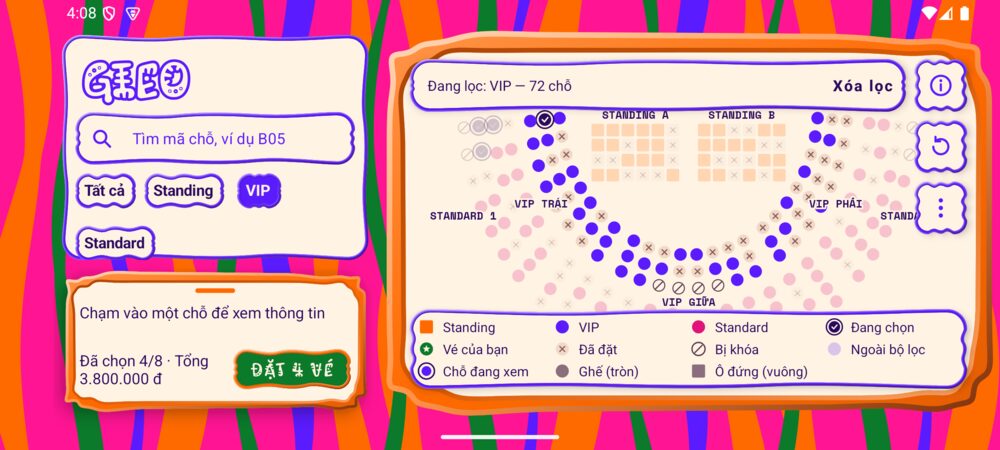 4:08
GIEO
Tìm mã chỗ, ví dụ B05
Tất cả
Standing
VIP
Standard
Chạm vào một chỗ để xem thông tin
Đã chọn 4/8 · Tổng
3.800.000 đ
ĐẶT 4 VÉ
Đang lọc: VIP — 72 chỗ
Xóa lọc
STANDING A
STANDING B
VIP TRÁI
VIP PHẢI
STANDARD 1
STANDA
VIP GIỮA
Standing
VIP
Standard
Đang chọn
Vé của bạn
Đã đặt
Bị khóa
Ngoài bộ lọc
Chỗ đang xem
Ghế (tròn)
Ô đứng (vuông)